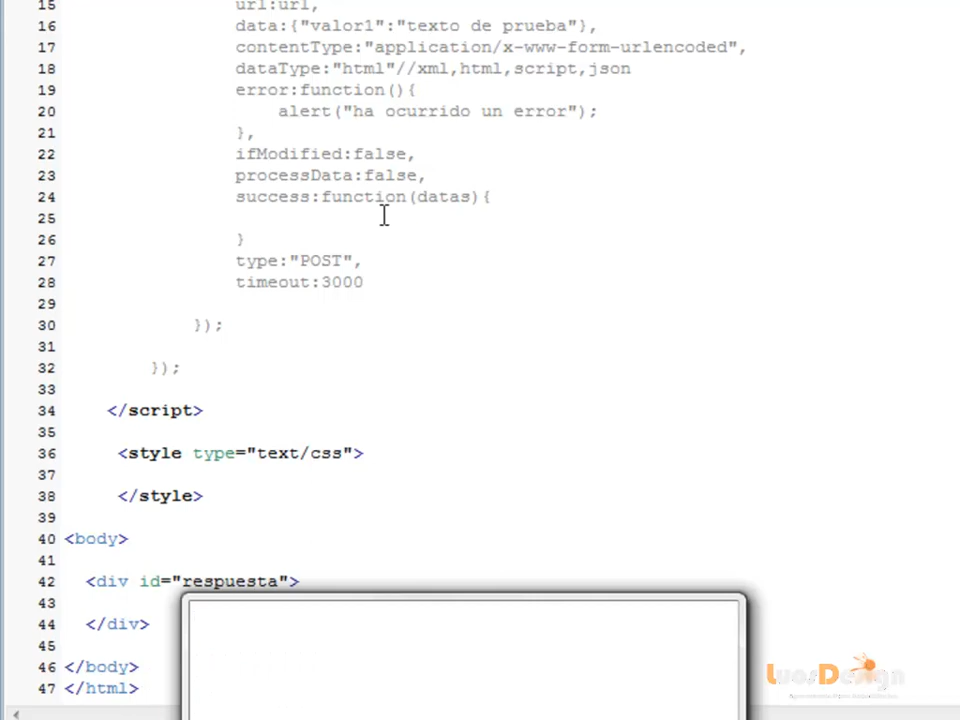 15 url:url,
16 data:{"valor1":"texto de prueba"},
17 contentType:"application/x-www-form-urlencoded",
18 dataType:"html"//xml,html,script,json
19 error:function(){
20 alert("ha ocurrido un error");
21 },
22 ifModified:false,
23 processData:false,
24 success:function(datas){
25
26 }
27 type:"POST",
28 timeout:3000
29
30 });
31
32 });
33
34 </script>
35
36 <style type="text/css">
37
38 </style>
39
40 <body>
41
42 <div id="respuesta">
43
44 </div>
45
46 </body>
47 </html>
LuosDesign